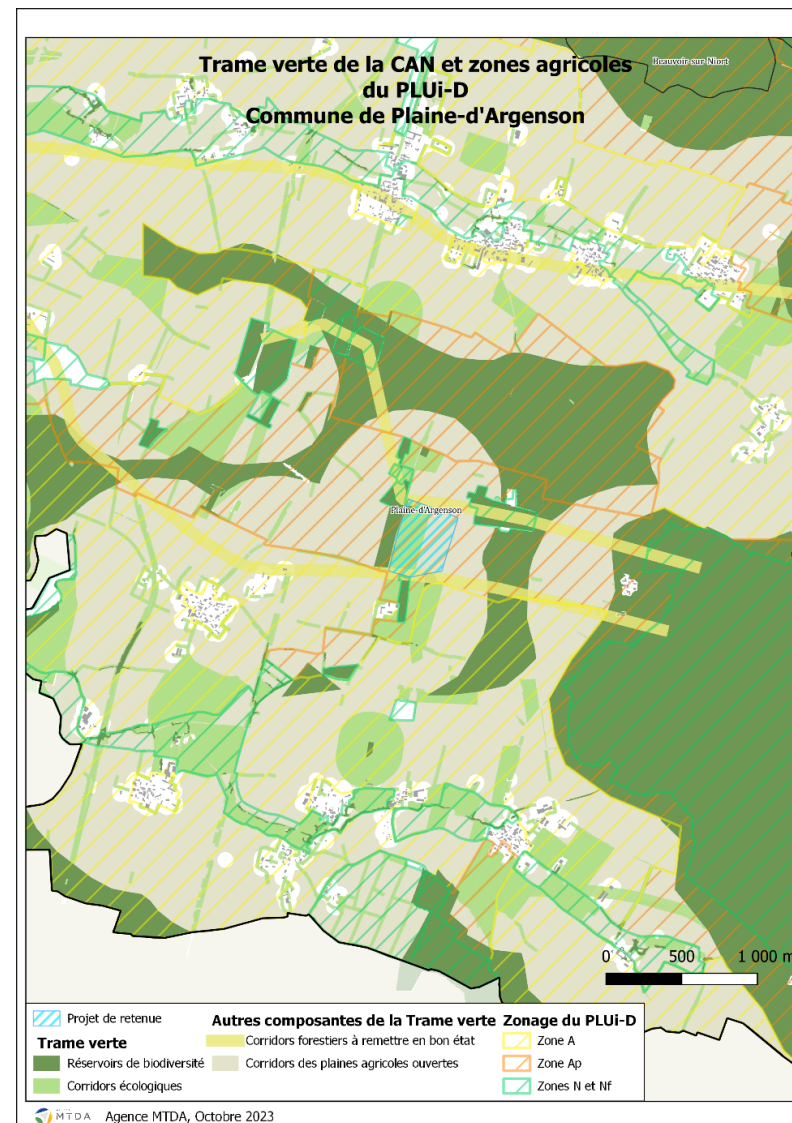 Trame verte de la CAN et zones agricoles
du PLUi-D
Commune de Plaine-d'Argenson
Beauvoir-sur-Niort
Plaine-d'Argenson
0 500 1 000 m
Projet de retenue
Trame verte
Réservoirs de biodiversité
Corridors écologiques
Autres composantes de la Trame verte
Corridors forestiers à remettre en bon état
Corridors des plaines agricoles ouvertes
Zonage du PLUi-D
Zone A
Zone Ap
Zones N et Nf
MTDA Agence MTDA, Octobre 2023